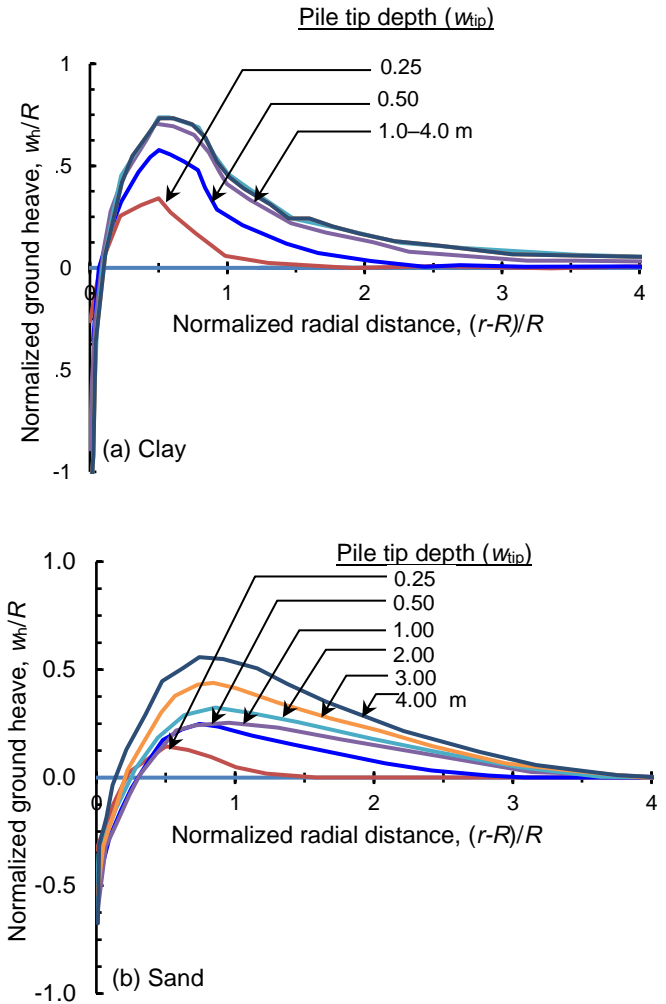 Pile tip depth (wtip)
0.25
0.50
1.0–4.0 m
1
.5
0
.5
-1
0 1 2 3 4
Normalized ground heave, wh/R
Normalized radial distance, (r-R)/R
(a) Clay
Pile tip depth (wtip)
0.25
0.50
1.00
2.00
3.00
4.00 m
1.0
0.5
0.0
-0.5
-1.0
0 1 2 3 4
Normalized ground heave, wh/R
Normalized radial distance, (r-R)/R
(b) Sand